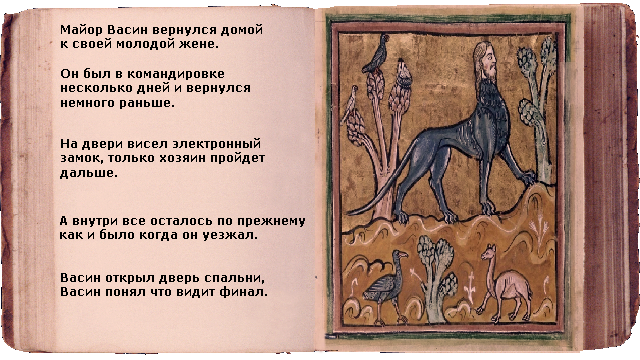 Майор Васин вернулся домой
к своей молодой жене.
Он был в командировке
несколько дней и вернулся
немного раньше.
На двери висел электронный
замок, только хозяин пройдет
дальше.
А внутри все осталось по прежнему
как и было когда он уезжал.
Васин открыл дверь спальни,
Васин понял что видит финал.